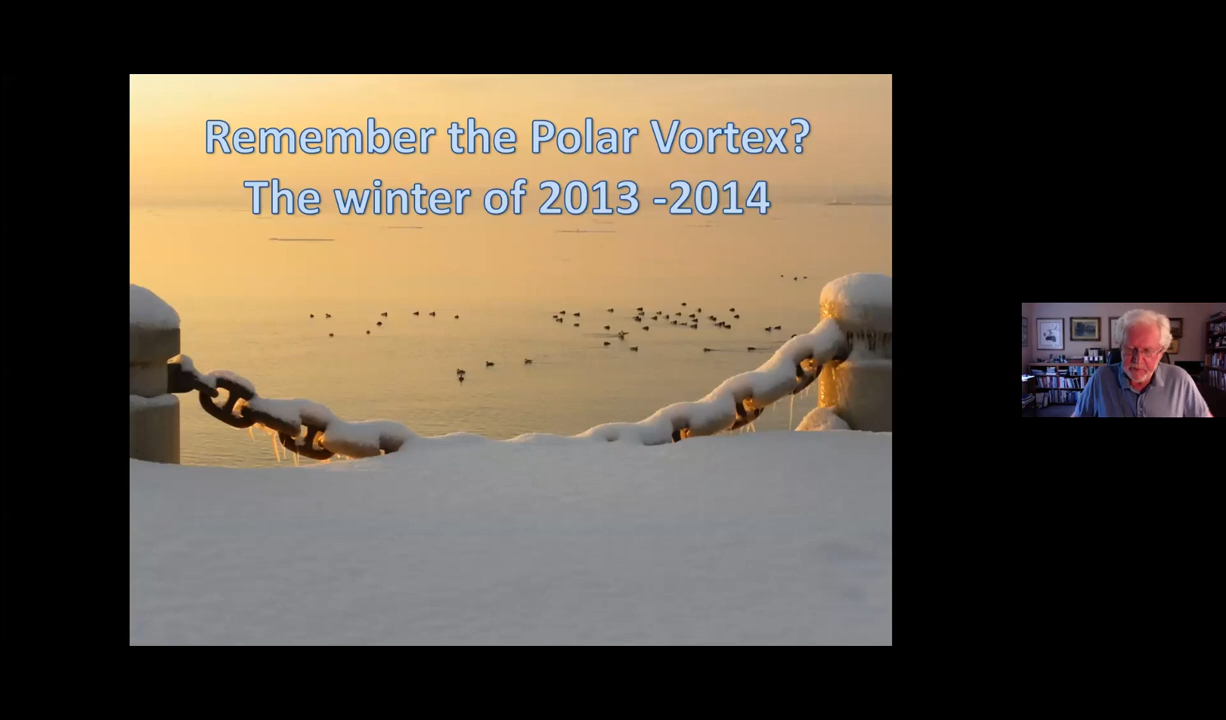 Remember the Polar Vortex?
The winter of 2013 -2014